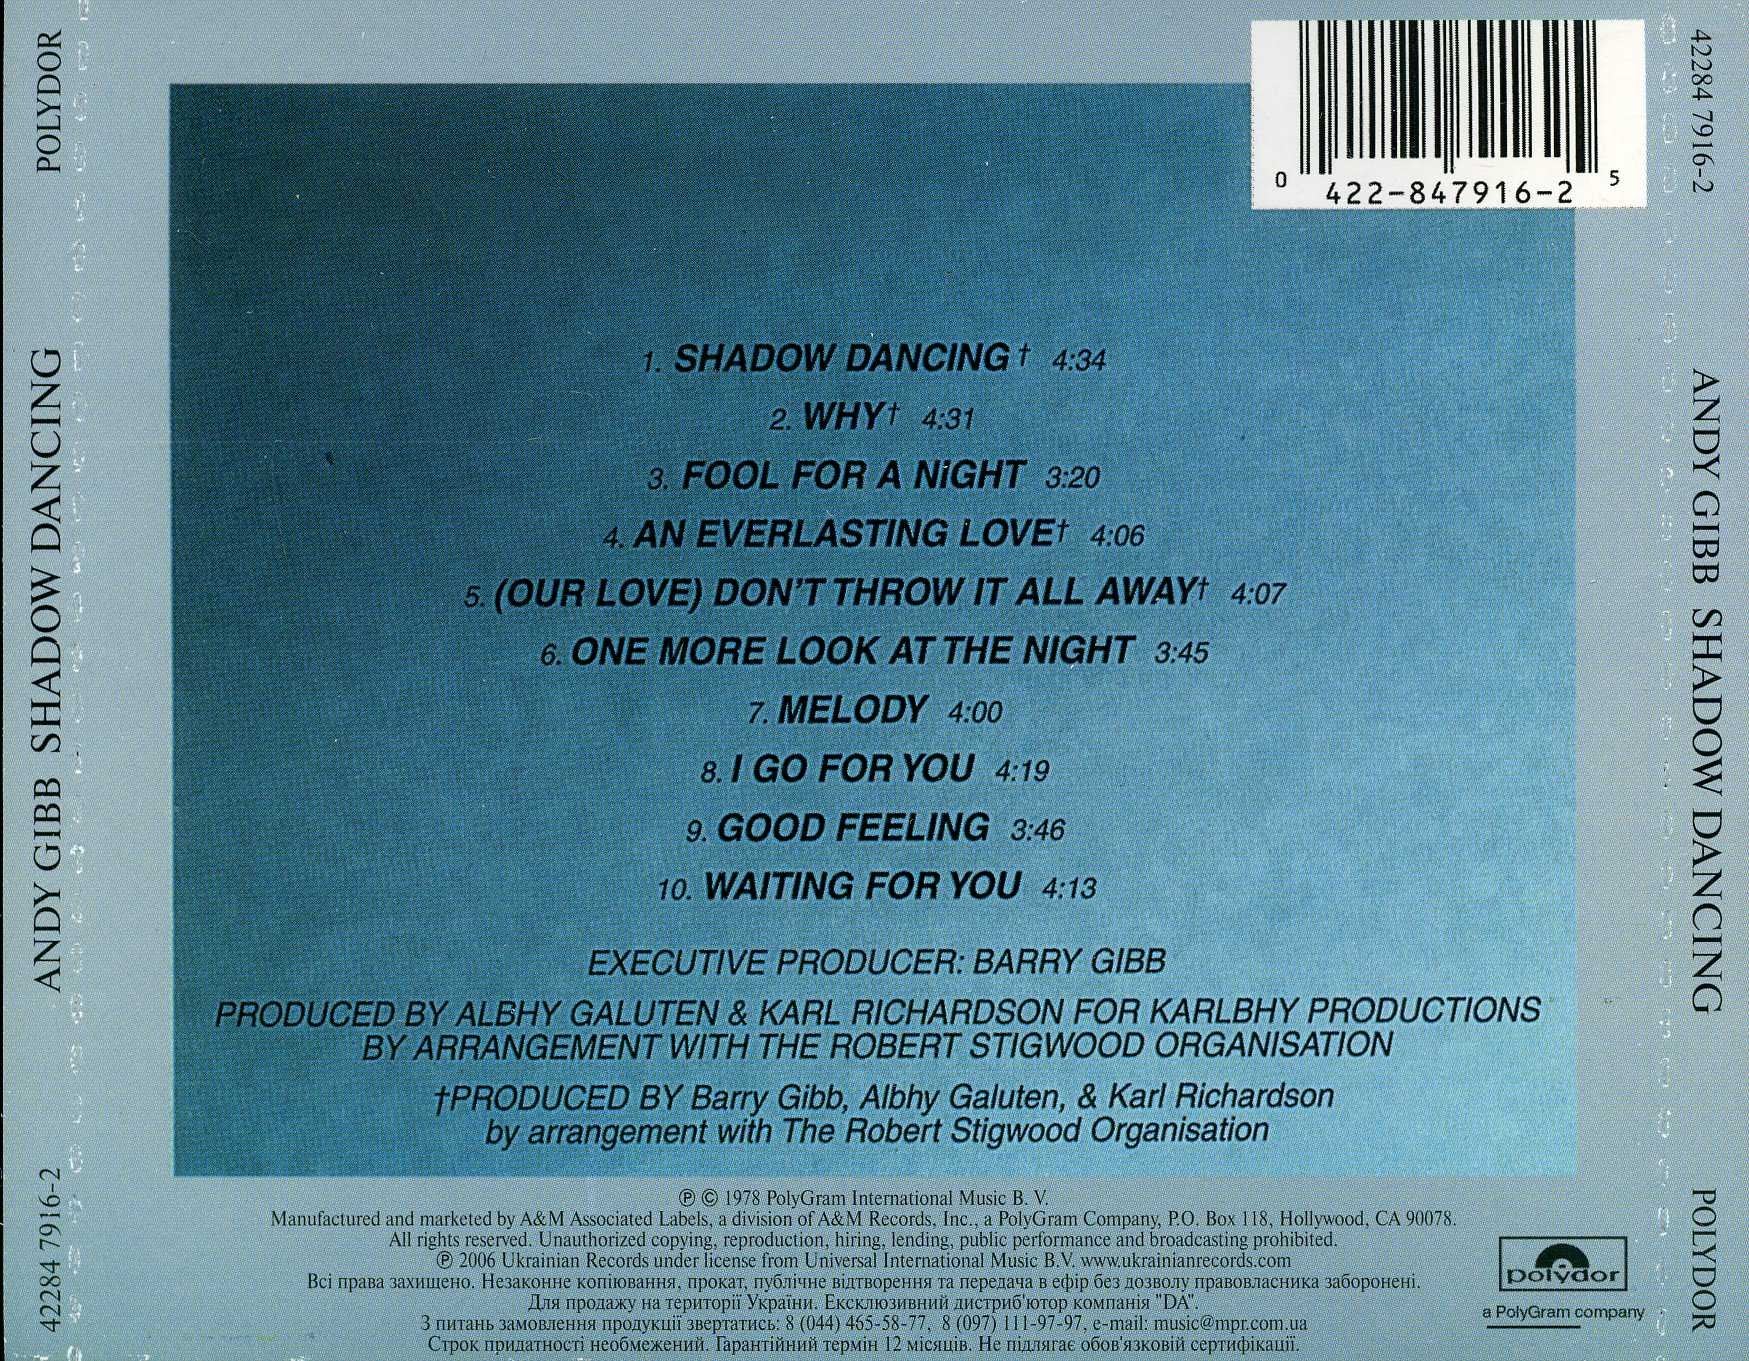 POLYDOR
ANDY GIBB SHADOW DANCING
42284 7916-2
0 422-847916-2 5
1. SHADOW DANCING† 4:34
2. WHY† 4:31
3. FOOL FOR A NiGHT 3:20
4. AN EVERLASTING LOVE† 4:06
5. (OUR LOVE) DON'T THROW IT ALL AWAY† 4:07
6. ONE MORE LOOK AT THE NIGHT 3:45
7. MELODY 4:00
8. I GO FOR YOU 4:19
9. GOOD FEELING 3:46
10. WAITING FOR YOU 4:13
EXECUTIVE PRODUCER: BARRY GIBB
PRODUCED BY ALBHY GALUTEN & KARL RICHARDSON FOR KARLBHY PRODUCTIONS
BY ARRANGEMENT WITH THE ROBERT STIGWOOD ORGANISATION
†PRODUCED BY Barry Gibb, Albhy Galuten, & Karl Richardson
by arrangement with The Robert Stigwood Organisation
℗ © 1978 PolyGram International Music B. V.
Manufactured and marketed by A&M Associated Labels, a division of A&M Records, Inc., a PolyGram Company, P.O. Box 118, Hollywood, CA 90078.
All rights reserved. Unauthorized copying, reproduction, hiring, lending, public performance and broadcasting prohibited.
℗ 2006 Ukrainian Records under license from Universal International Music B.V. www.ukrainianrecords.com
Всі права захищено. Незаконне копіювання, прокат, публічне відтворення та передача в ефір без дозволу правовласника заборонені.
Для продажу на території України. Ексклюзивний дистриб'ютор компанія "DA".
З питань замовлення продукції звертатись: 8 (044) 465-58-77, 8 (097) 111-97-97, e-mail: music@mpr.com.ua
Строк придатності необмежений. Гарантійний термін 12 місяців. Не підлягає обов'язковій сертифікації.
polydor
a PolyGram company
42284 7916-2
ANDY GIBB SHADOW DANCING
POLYDOR